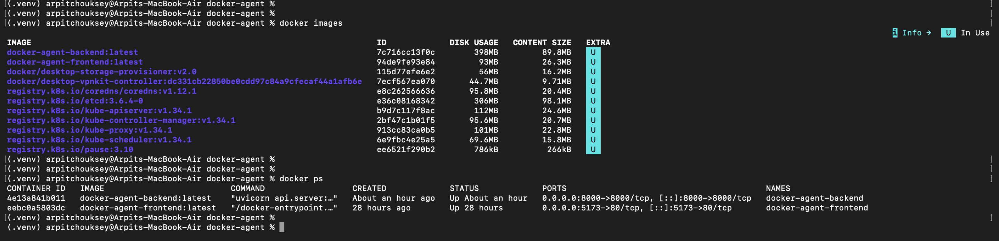 [(.venv) arpitchouksey@Arpits-MacBook-Air docker-agent % ]
[(.venv) arpitchouksey@Arpits-MacBook-Air docker-agent % ]
[(.venv) arpitchouksey@Arpits-MacBook-Air docker-agent % docker images ]
i Info → U In Use
IMAGE ID DISK USAGE CONTENT SIZE EXTRA
docker-agent-backend:latest 7c716cc13f0c 398MB 89.8MB U
docker-agent-frontend:latest 94de9fe93e84 93MB 26.3MB U
docker/desktop-storage-provisioner:v2.0 115d77efe6e2 56MB 16.2MB U
docker/desktop-vpnkit-controller:dc331cb22850be0cdd97c84a9cfecaf44a1afb6e 7ecf567ea070 44.7MB 9.71MB U
registry.k8s.io/coredns/coredns:v1.12.1 e8c262566636 95.8MB 20.4MB U
registry.k8s.io/etcd:3.6.4-0 e36c08168342 306MB 98.1MB U
registry.k8s.io/kube-apiserver:v1.34.1 b9d7c117f8ac 112MB 24.6MB U
registry.k8s.io/kube-controller-manager:v1.34.1 2bf47c1b01f5 95.6MB 20.7MB U
registry.k8s.io/kube-proxy:v1.34.1 913cc83ca0b5 101MB 22.8MB U
registry.k8s.io/kube-scheduler:v1.34.1 6e9fbc4e25a5 69.6MB 15.8MB U
registry.k8s.io/pause:3.10 ee6521f290b2 786kB 266kB U
[(.venv) arpitchouksey@Arpits-MacBook-Air docker-agent % ]
[(.venv) arpitchouksey@Arpits-MacBook-Air docker-agent % ]
[(.venv) arpitchouksey@Arpits-MacBook-Air docker-agent % docker ps ]
CONTAINER ID IMAGE COMMAND CREATED STATUS PORTS NAMES
4e13a841b011 docker-agent-backend:latest "uvicorn api.server:…" About an hour ago Up About an hour 0.0.0.0:8000->8000/tcp, [::]:8000->8000/tcp docker-agent-backend
eebc0a5803dc docker-agent-frontend:latest "/docker-entrypoint.…" 28 hours ago Up 28 hours 0.0.0.0:5173->80/tcp, [::]:5173->80/tcp docker-agent-frontend
[(.venv) arpitchouksey@Arpits-MacBook-Air docker-agent % ]
(.venv) arpitchouksey@Arpits-MacBook-Air docker-agent %